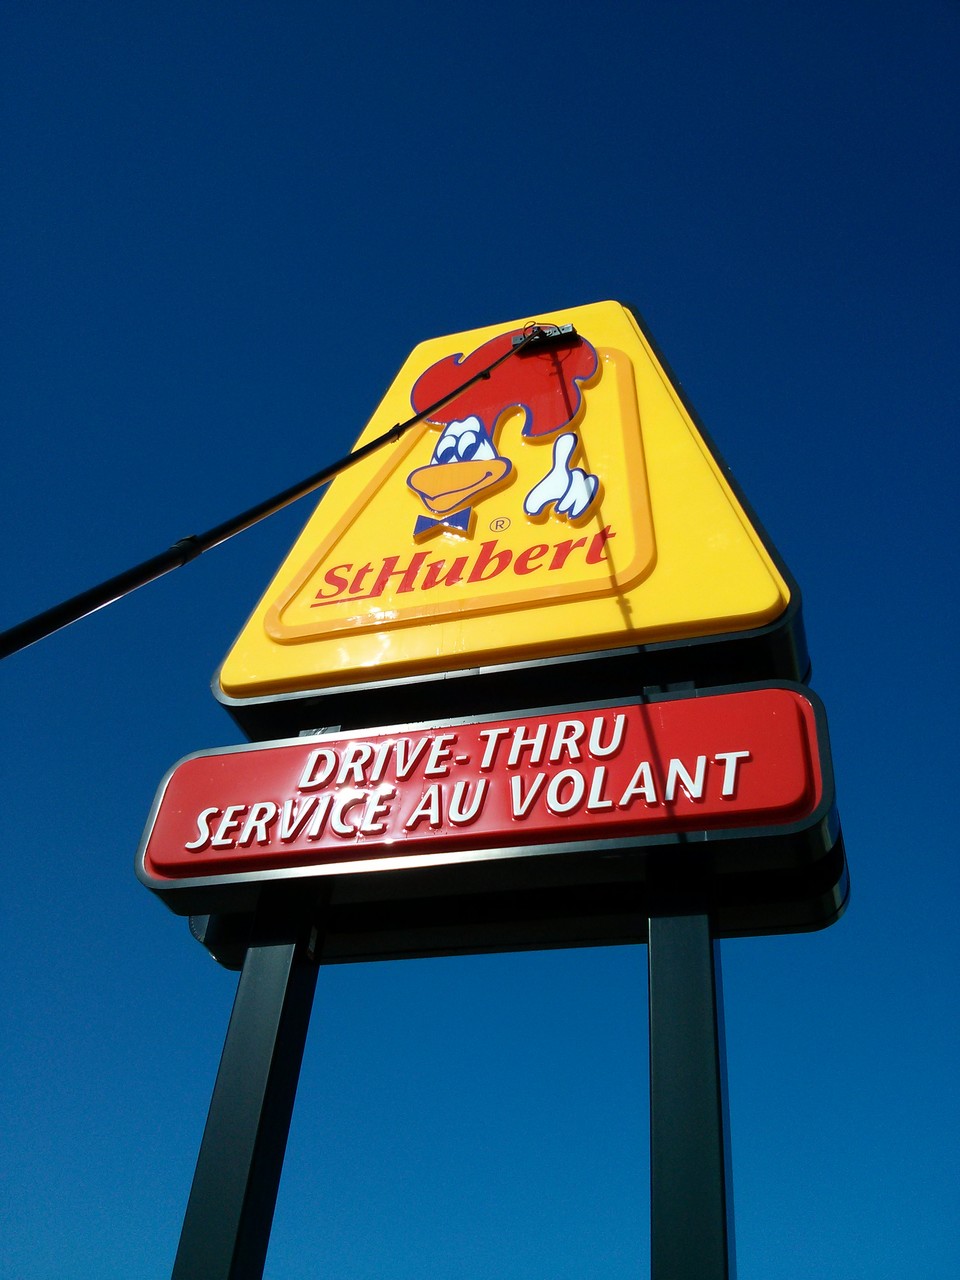 ®
StHubert
DRIVE-THRU
SERVICE AU VOLANT